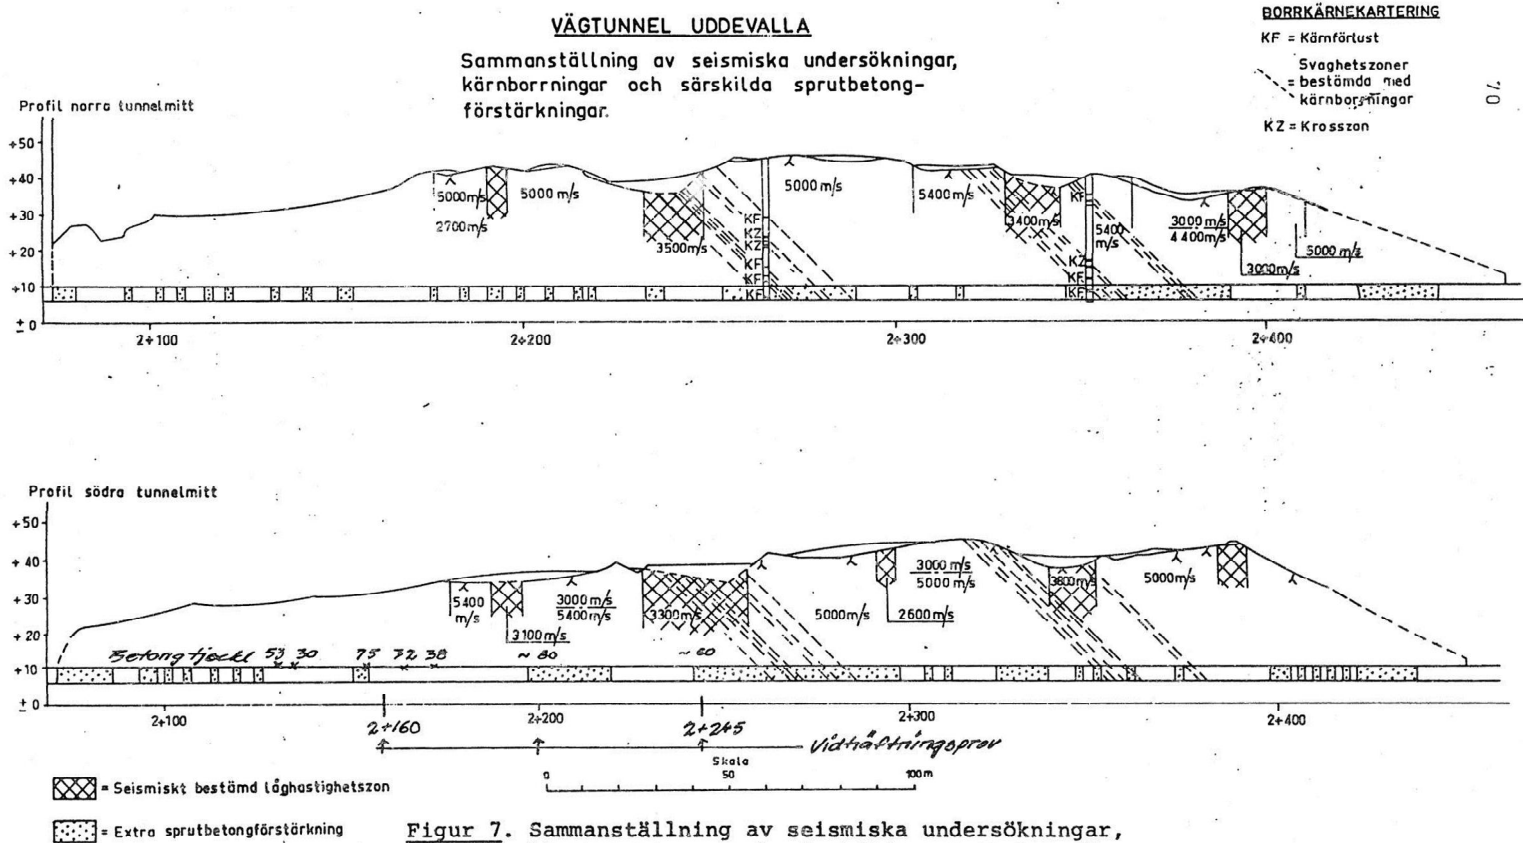 VÄGTUNNEL UDDEVALLA
Sammanställning av seismiska undersökningar,
kärnborrningar och särskilda sprutbetong-
förstärkningar.
BORRKÄRNEKARTERING
KF = Kärnförlust
Svaghetszoner
= bestämda med
kärnborrningar
KZ = Krosszon
70
Profil norra tunnelmitt
+50
+40
+30
+20
+10
± 0
5000 m/s
2700 m/s
5000 m/s
3500 m/s
KF
KZ
KZ
KF
KF
KF
5000 m/s
5400 m/s
3400 m/s
KF
5400
m/s
KZ
KF
KF
3000 m/s
4400 m/s
3000 m/s
5000 m/s
2+100
2+200
2+300
2+400
Profil södra tunnelmitt
+50
+40
+30
+20
+10
± 0
5400
m/s
3100 m/s
3000 m/s
5400 m/s
3300 m/s
5000 m/s
3000 m/s
5000 m/s
2600 m/s
3800 m/s
5000 m/s
Betongtjockl 53 30 75 72 38 ~ 80 ~ 60
2+100
2+200
2+300
2+400
2+160
2+245
Vidhäftningsprov
Skala
0 50 100 m
= Seismiskt bestämd låghastighetszon
= Extra sprutbetongförstärkning
Figur 7. Sammanställning av seismiska undersökningar,